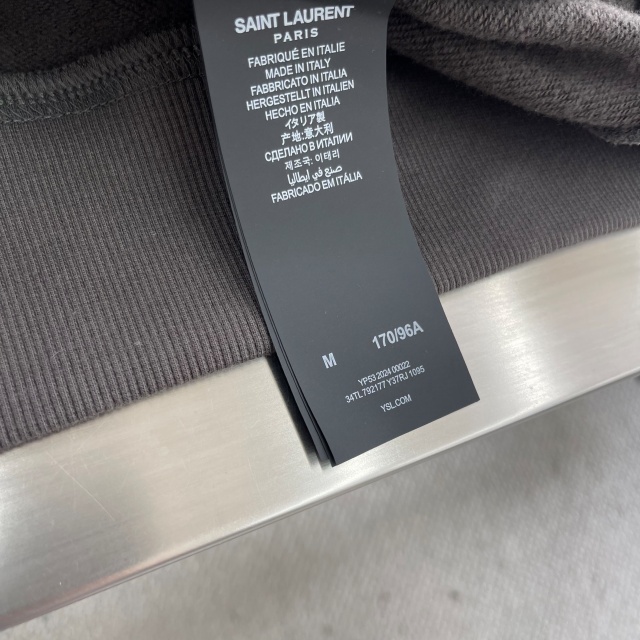 SAINT LAURENT
PARIS
FABRIQUÉ EN ITALIE
MADE IN ITALY
FABBRICATO IN ITALIA
HERGESTELLT IN ITALIEN
HECHO EN ITALIA
イタリア製
产地:意大利
СДЕЛАНО В ИТАЛИИ
제조국: 이태리
صنع في إيطاليا
FABRICADO EM ITÁLIA
M 170/96A
YP53 2024 00022
34TL792177 Y37RJ 1095
YSL.COM